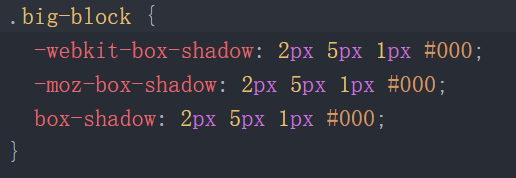 .big-block {
  -webkit-box-shadow: 2px 5px 1px #000;
  -moz-box-shadow: 2px 5px 1px #000;
  box-shadow: 2px 5px 1px #000;
}